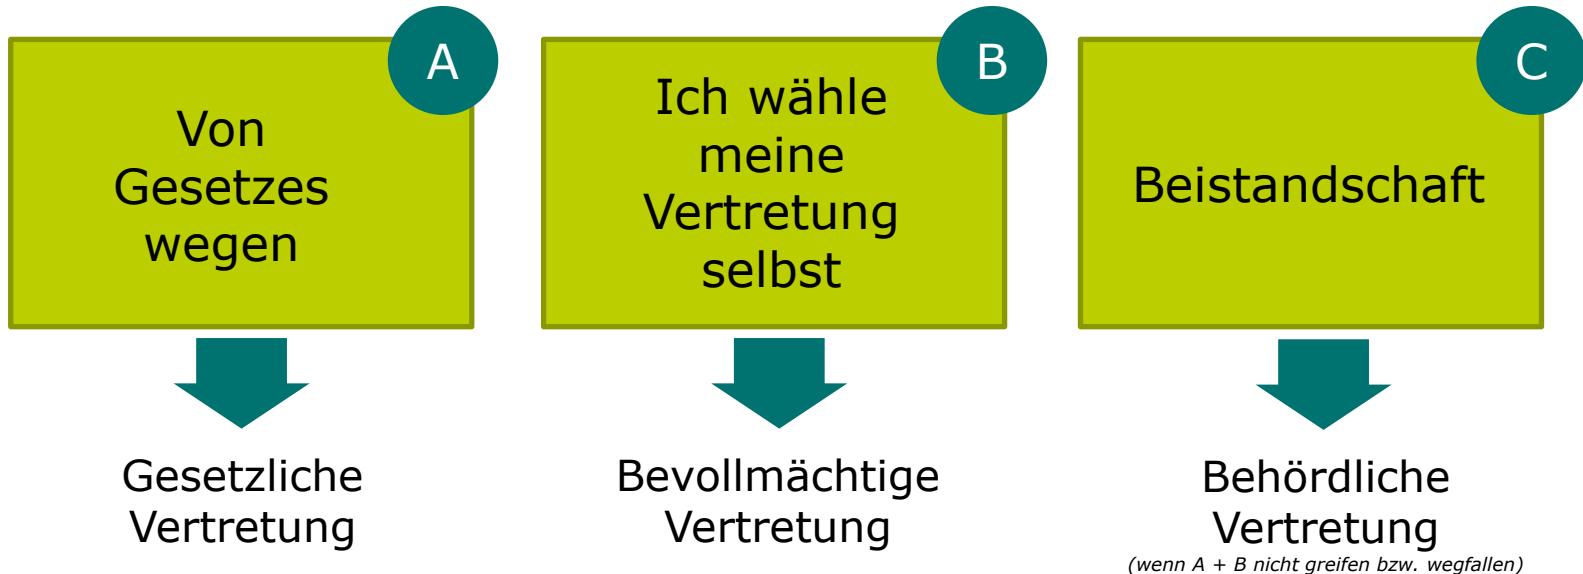 A
Von
Gesetzes
wegen
Gesetzliche
Vertretung
B
Ich wähle
meine
Vertretung
selbst
Bevollmächtige
Vertretung
C
Beistandschaft
Behördliche
Vertretung
(wenn A + B nicht greifen bzw. wegfallen)